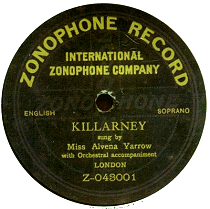 ZONOPHONE RECORD
INTERNATIONAL
ZONOPHONE COMPANY
ENGLISH
SOPRANO
KILLARNEY
sung by
Miss Alvena Yarrow
with Orchestral accompaniment
LONDON
Z-043001